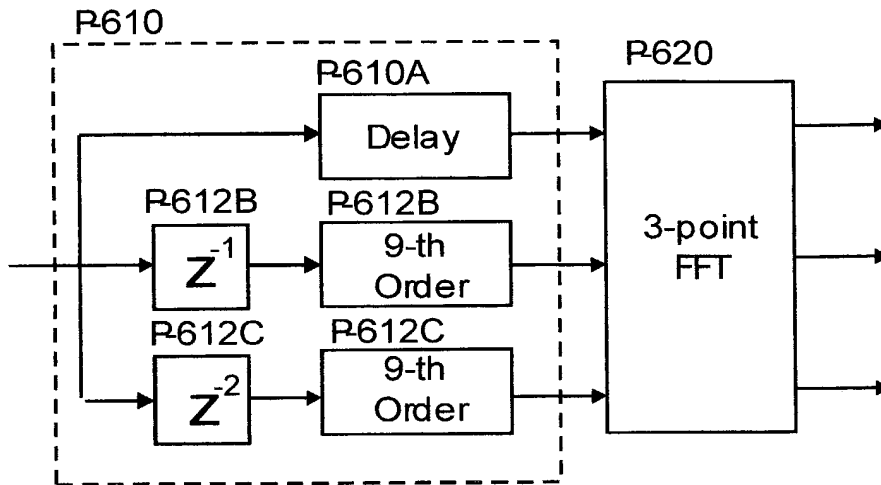 P-610
P-620
P-610A
Delay
P-612B
P-612B
z-1
9-th
Order
3-point
FFT
P-612C
P-612C
z-2
9-th
Order